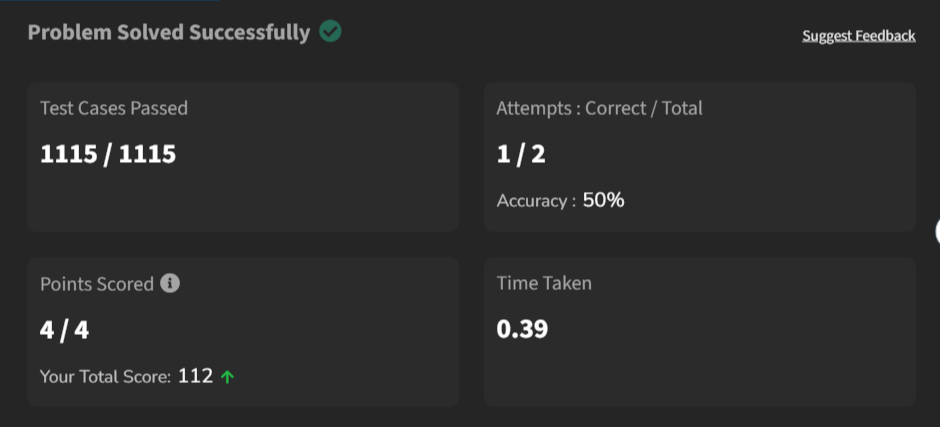 Problem Solved Successfully
Suggest Feedback
Test Cases Passed
1115 / 1115
Attempts : Correct / Total
1 / 2
Accuracy : 50%
Points Scored
4 / 4
Your Total Score: 112
Time Taken
0.39